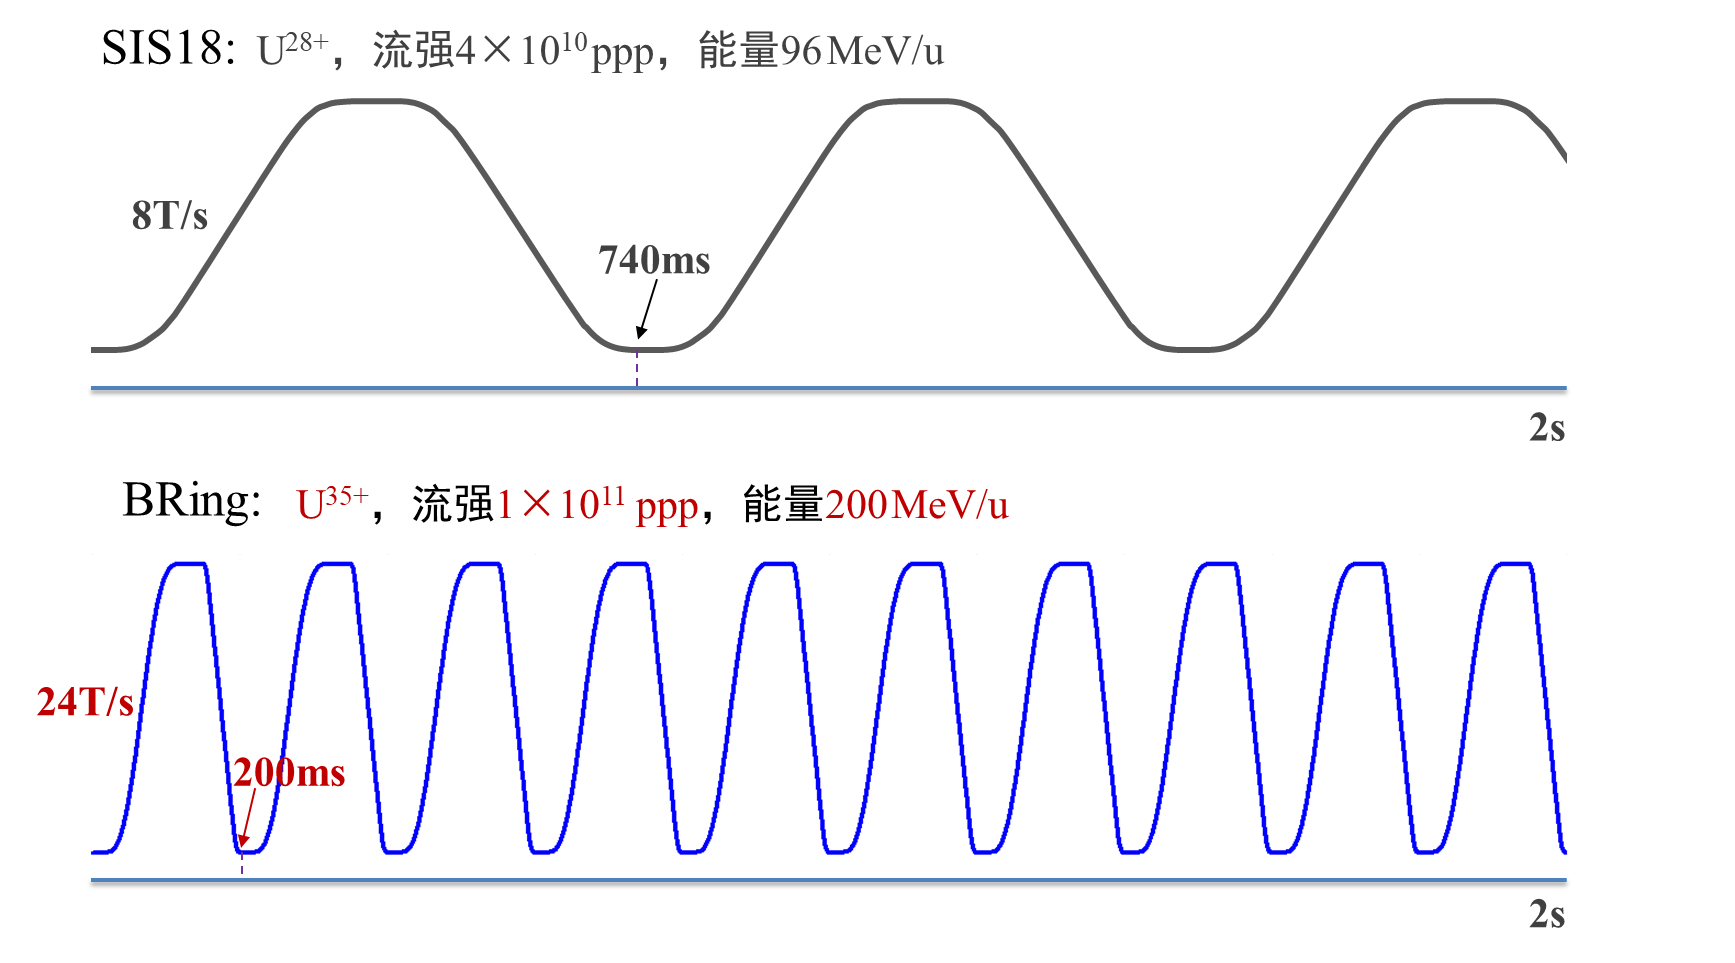 SIS18: U²⁸⁺，流强4×10¹⁰ppp，能量96MeV/u
8T/s
740ms
2s
BRing: U³⁵⁺，流强1×10¹¹ ppp，能量200MeV/u
24T/s
200ms
2s